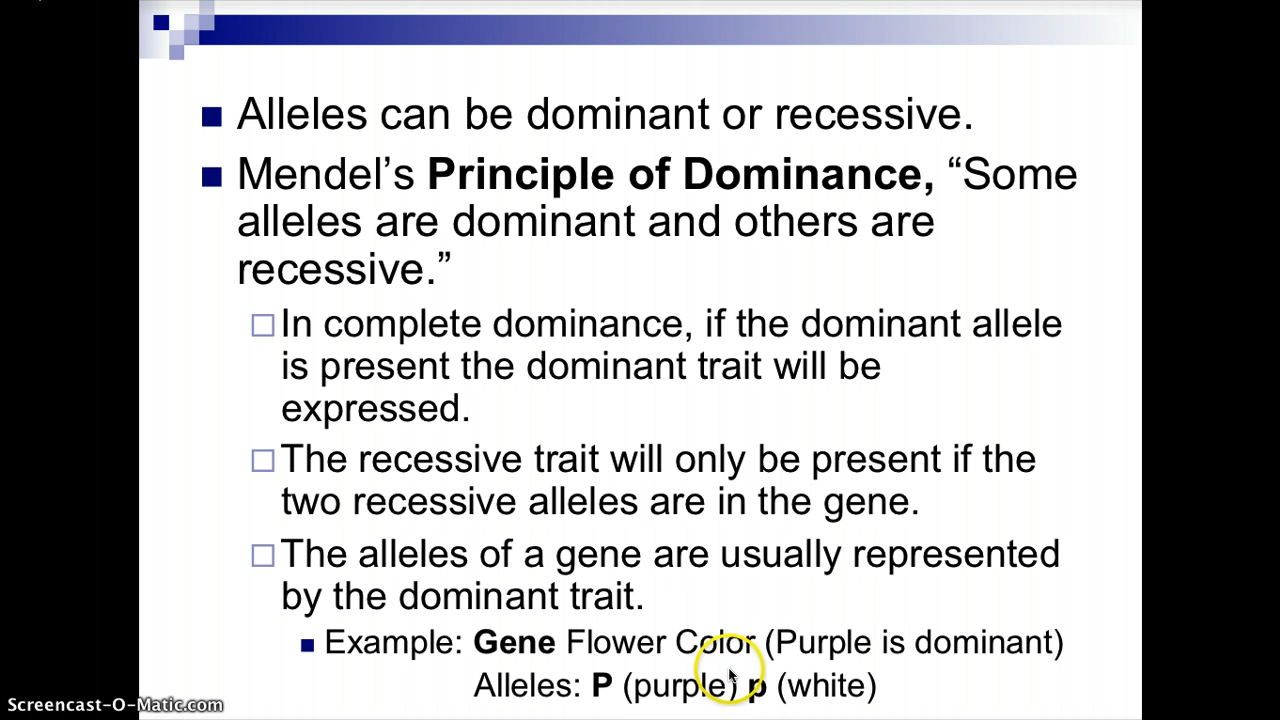 Alleles can be dominant or recessive.
Mendel’s Principle of Dominance, “Some
alleles are dominant and others are
recessive.”
In complete dominance, if the dominant allele
is present the dominant trait will be
expressed.
The recessive trait will only be present if the
two recessive alleles are in the gene.
The alleles of a gene are usually represented
by the dominant trait.
Example: Gene Flower Color (Purple is dominant)
Alleles: P (purple) p (white)
Screencast-O-Matic.com